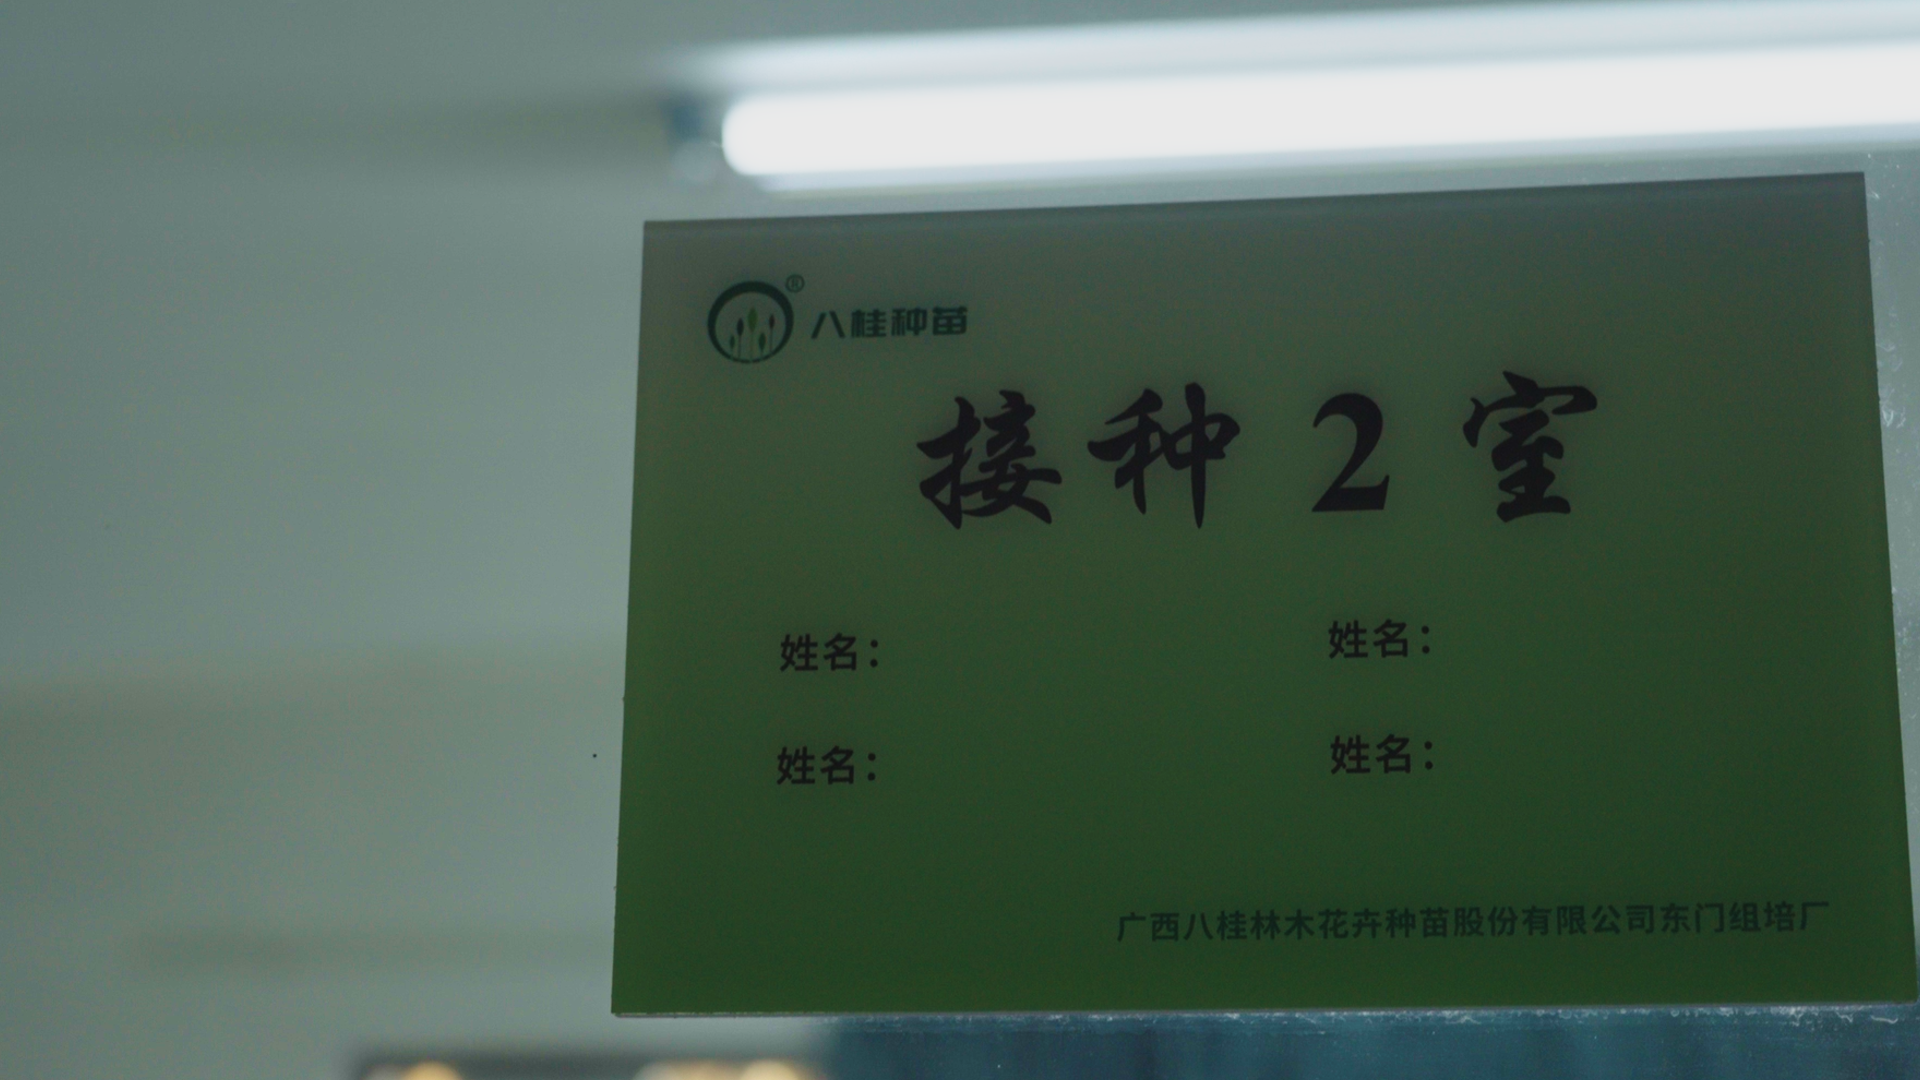 ®
八桂种苗
接种2室
姓名： 姓名：
姓名： 姓名：
广西八桂林木花卉种苗股份有限公司东门组培厂